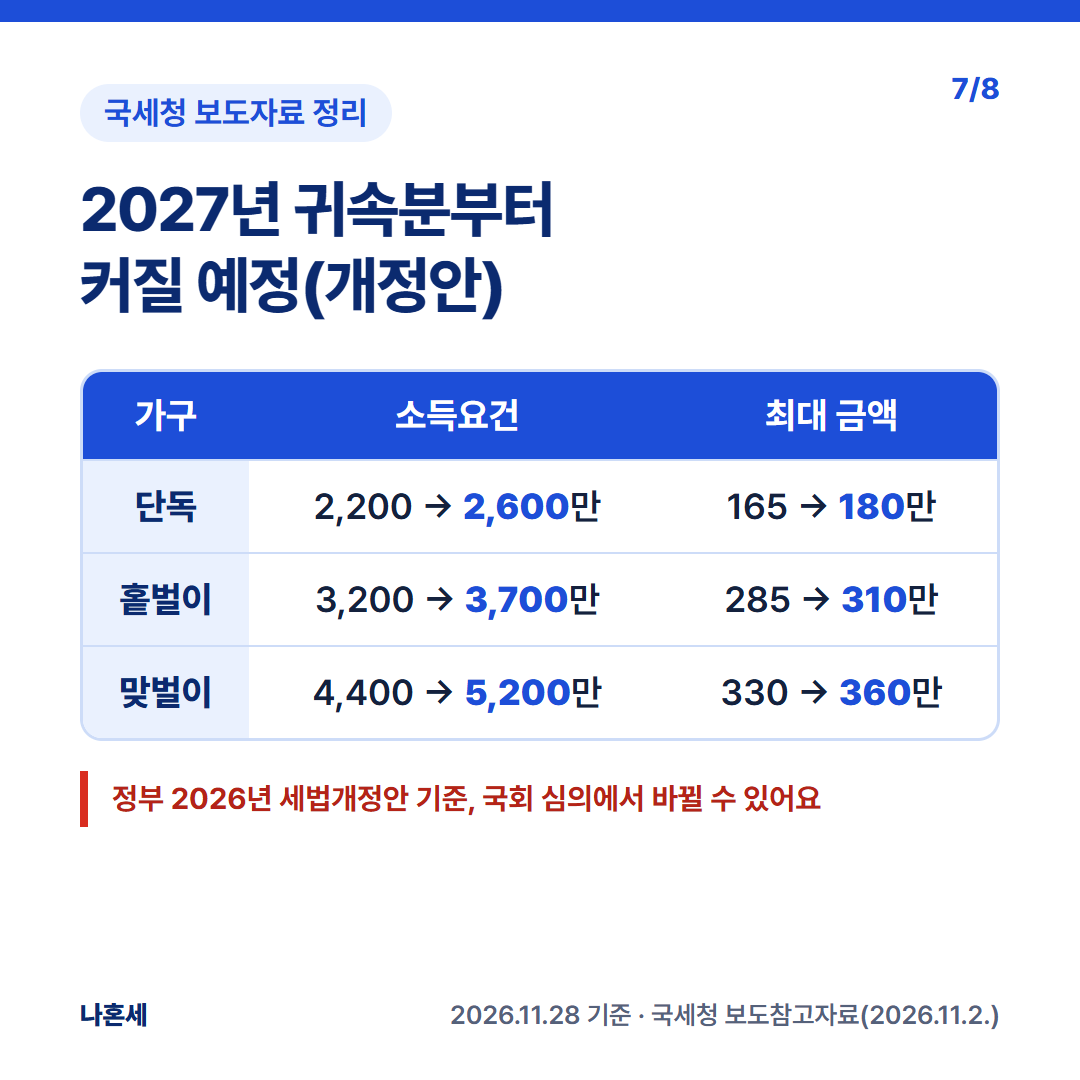 국세청 보도자료 정리
7/8
2027년 귀속분부터
커질 예정(개정안)
가구 소득요건 최대 금액
단독 2,200 → 2,600만 165 → 180만
홑벌이 3,200 → 3,700만 285 → 310만
맞벌이 4,400 → 5,200만 330 → 360만
정부 2026년 세법개정안 기준, 국회 심의에서 바뀔 수 있어요
나혼세
2026.11.28 기준 · 국세청 보도참고자료(2026.11.2.)